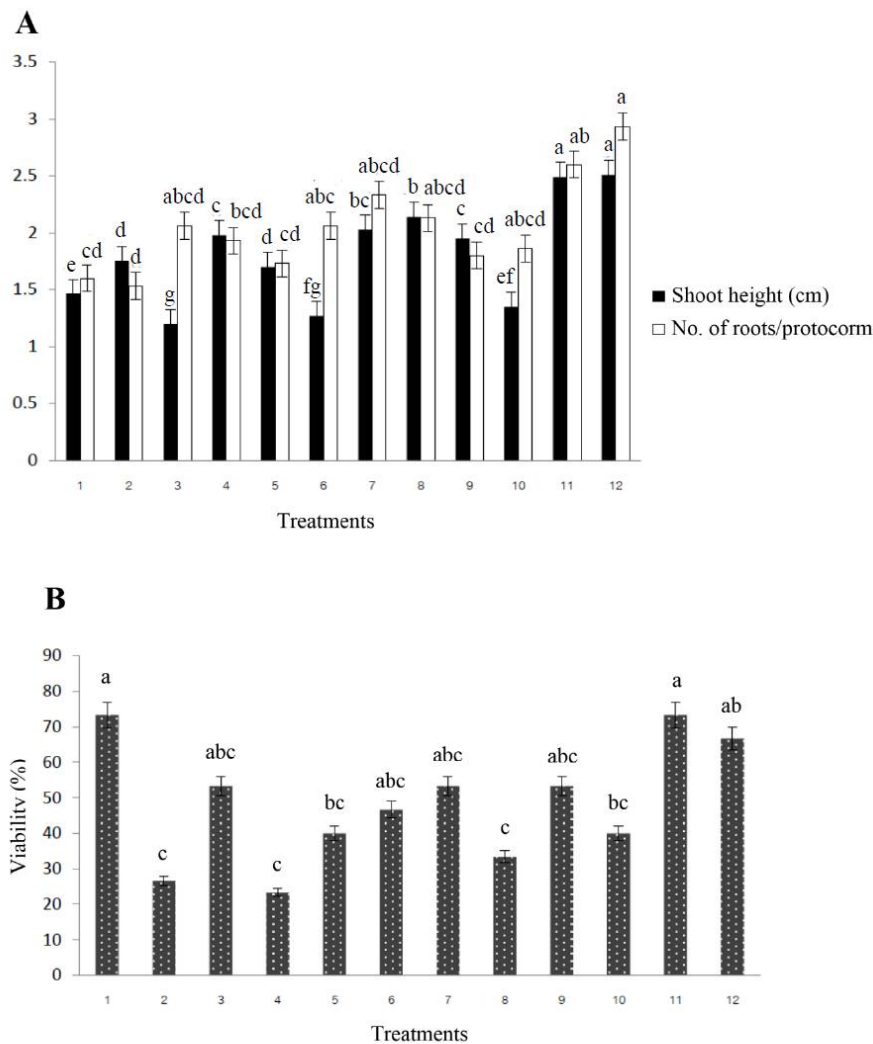 A
3.5
3
2.5
2
1.5
1
0.5
0
e cd
d d
g abcd
c bcd
d cd
fg abc
bc abcd
b abcd
c cd
ef abcd
a ab
a a
1 2 3 4 5 6 7 8 9 10 11 12
Treatments
Shoot height (cm)
No. of roots/protocorm
B
90
80
70
60
50
40
30
20
10
0
Viability (%)
a c abc c bc abc abc c abc bc a ab
1 2 3 4 5 6 7 8 9 10 11 12
Treatments